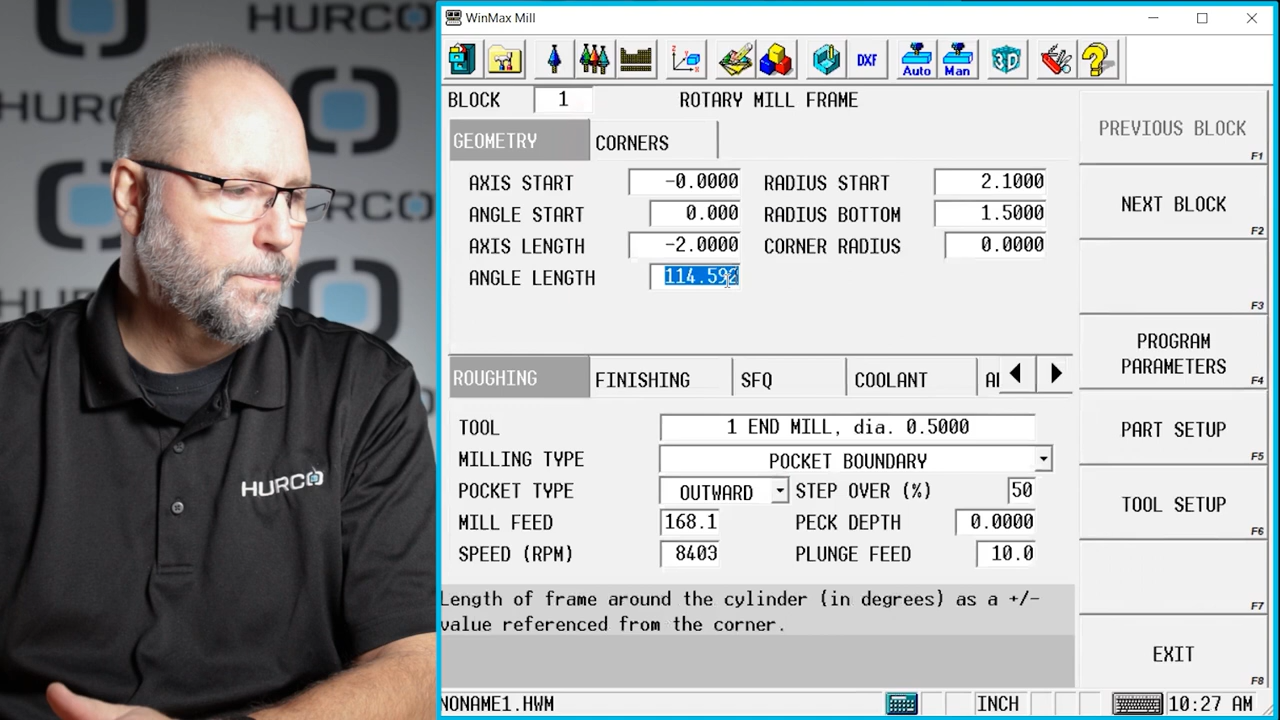 HURCO
HURCO
HURCO
WinMax Mill
DXF
Auto
Man
3D
BLOCK 1 ROTARY MILL FRAME
GEOMETRY CORNERS
AXIS START -0.0000 RADIUS START 2.1000
ANGLE START 0.000 RADIUS BOTTOM 1.5000
AXIS LENGTH -2.0000 CORNER RADIUS 0.0000
ANGLE LENGTH 114.592
ROUGHING FINISHING SFQ COOLANT
TOOL 1 END MILL, dia. 0.5000
MILLING TYPE POCKET BOUNDARY
POCKET TYPE OUTWARD STEP OVER (%) 50
MILL FEED 168.1 PECK DEPTH 0.0000
SPEED (RPM) 8403 PLUNGE FEED 10.0
Length of frame around the cylinder (in degrees) as a +/-
value referenced from the corner.
PREVIOUS BLOCK
F1
NEXT BLOCK
F2
F3
PROGRAM
PARAMETERS
F4
PART SETUP
F5
TOOL SETUP
F6
F7
EXIT
F8
NONAME1.HWM INCH 10:27 AM